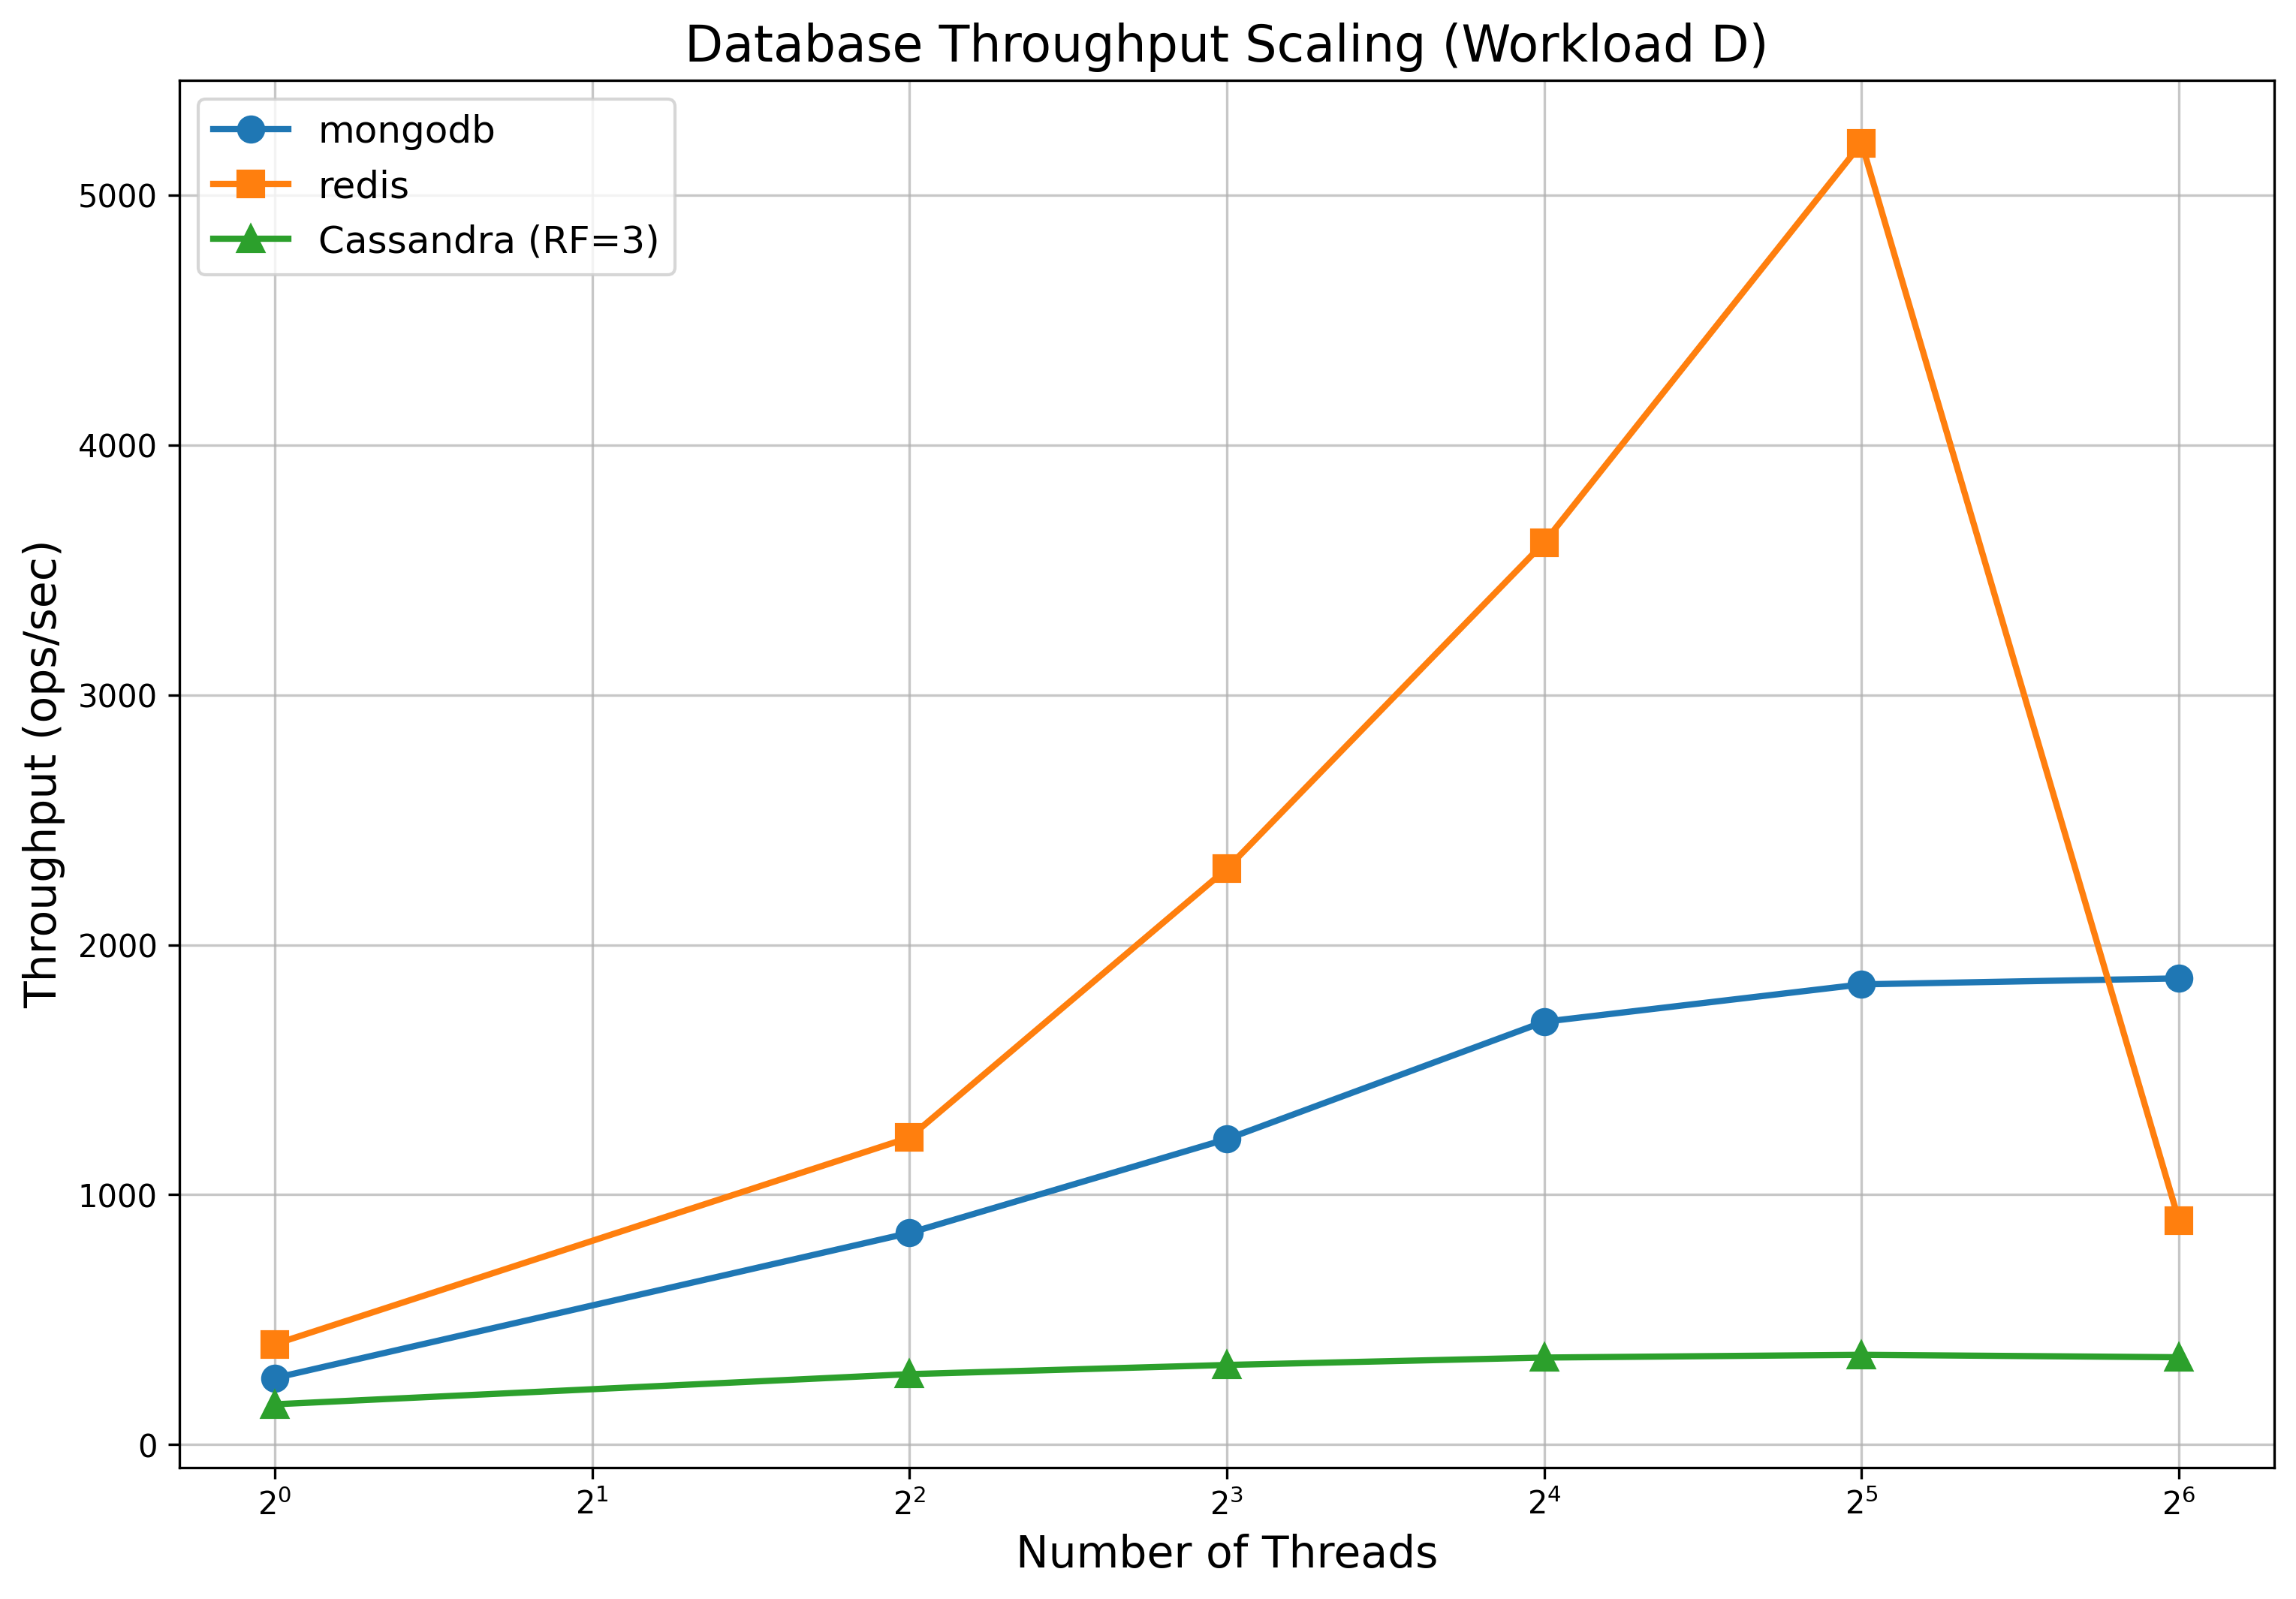 Database Throughput Scaling (Workload D)
mongodb
redis
Cassandra (RF=3)
Throughput (ops/sec)
5000
4000
3000
2000
1000
0
2⁰ 2¹ 2² 2³ 2⁴ 2⁵ 2⁶
Number of Threads